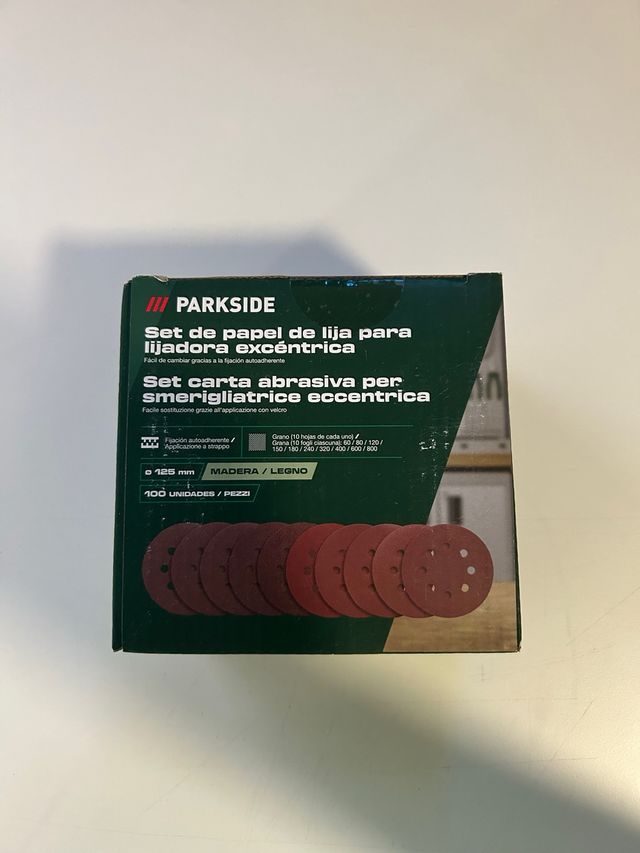 PARKSIDE
Set de papel de lija para
lijadora excéntrica
Fácil de cambiar gracias a la fijación autoadherente
Set carta abrasiva per
smerigliatrice eccentrica
Facile sostituzione grazie all'applicazione con velcro
Fijación autoadherente /
Applicazione a strappo
Grano (10 hojas de cada uno) /
Grana (10 fogli ciascuna): 60 / 80 / 120 /
150 / 180 / 240 / 320 / 400 / 600 / 800
ø 125 mm
MADERA / LEGNO
100 UNIDADES / PEZZI